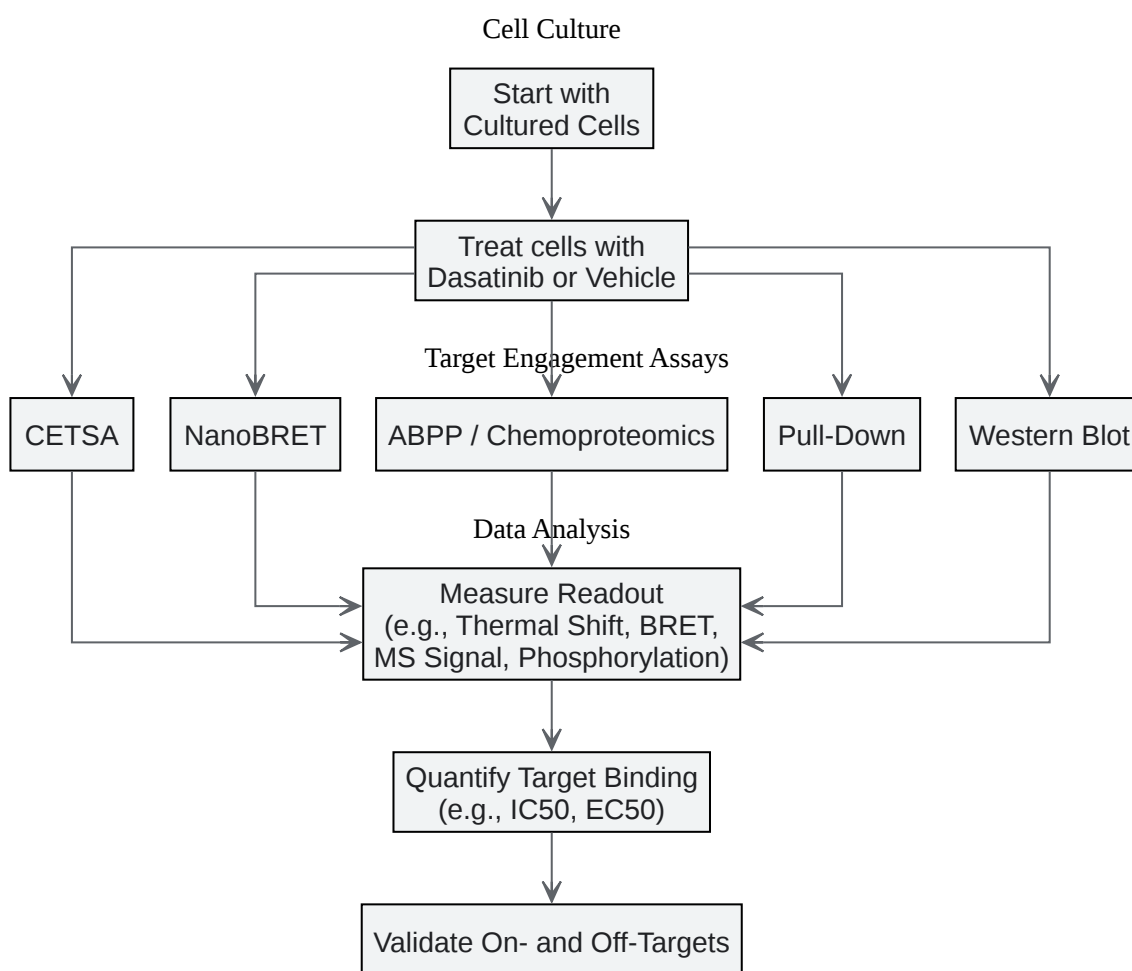 Cell Culture
Start with
Cultured Cells
Treat cells with
Dasatinib or Vehicle
Target Engagement Assays
CETSA
NanoBRET
ABPP / Chemoproteomics
Pull-Down
Western Blot
Data Analysis
Measure Readout
(e.g., Thermal Shift, BRET,
MS Signal, Phosphorylation)
Quantify Target Binding
(e.g., IC50, EC50)
Validate On- and Off-Targets